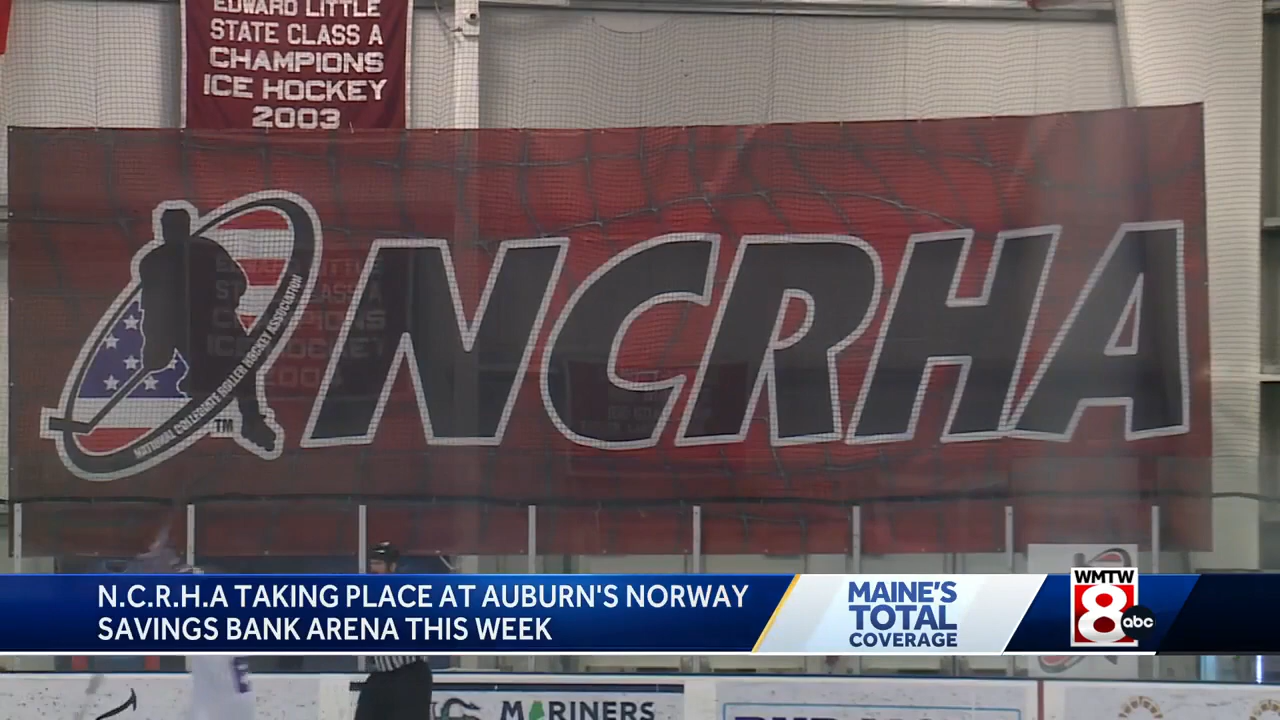 EDWARD LITTLE
STATE CLASS A
CHAMPIONS
ICE HOCKEY
2003
NCRHA
NATIONAL COLLEGIATE ROLLER HOCKEY ASSOCIATION
TM
N.C.R.H.A TAKING PLACE AT AUBURN'S NORWAY
SAVINGS BANK ARENA THIS WEEK
MAINE'S
TOTAL
COVERAGE
WMTW
8
abc
MARINERS